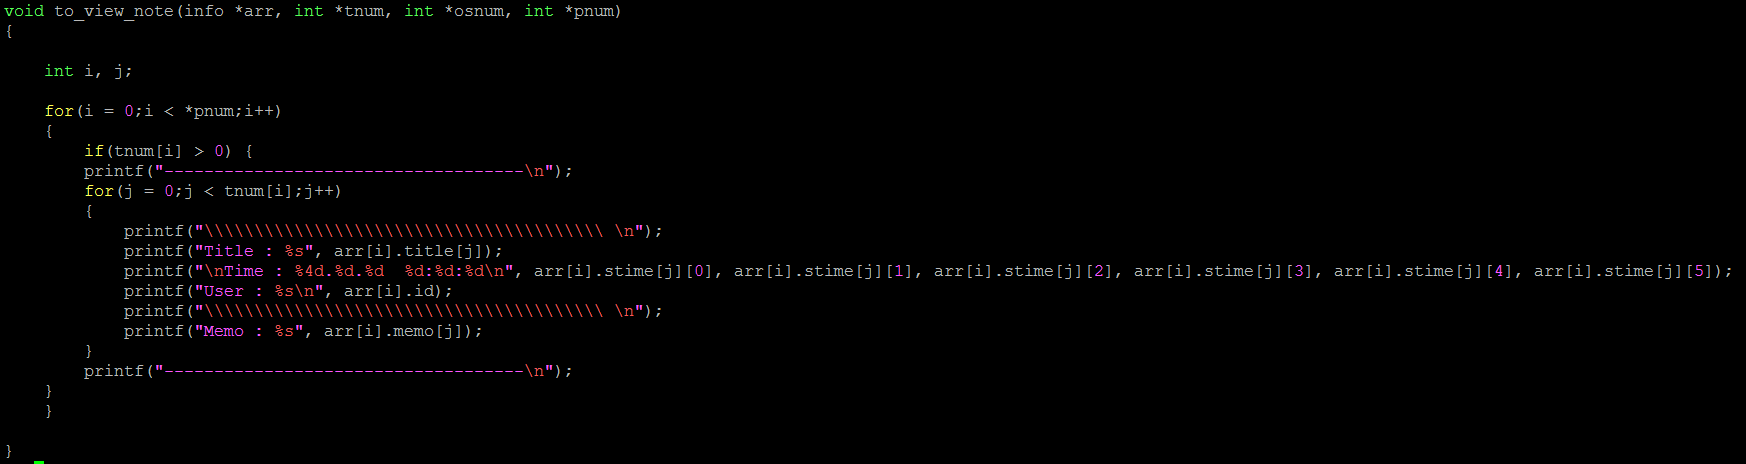 void to_view_note(info *arr, int *tnum, int *osnum, int *pnum)
{
    int i, j;
    for(i = 0;i < *pnum;i++)
    {
        if(tnum[i] > 0) {
        printf("------------------------------------\n");
        for(j = 0;j < tnum[i];j++)
        {
            printf("\\\\\\\\\\\\\\\\\\\\\\\\\\\\\\\\\\\\\\\\ \n");
            printf("Title : %s", arr[i].title[j]);
            printf("\nTime : %4d.%d.%d  %d:%d:%d\n", arr[i].stime[j][0], arr[i].stime[j][1], arr[i].stime[j][2], arr[i].stime[j][3], arr[i].stime[j][4], arr[i].stime[j][5]);
            printf("User : %s\n", arr[i].id);
            printf("\\\\\\\\\\\\\\\\\\\\\\\\\\\\\\\\\\\\\\\\ \n");
            printf("Memo : %s", arr[i].memo[j]);
        }
        printf("------------------------------------\n");
    }
    }
}